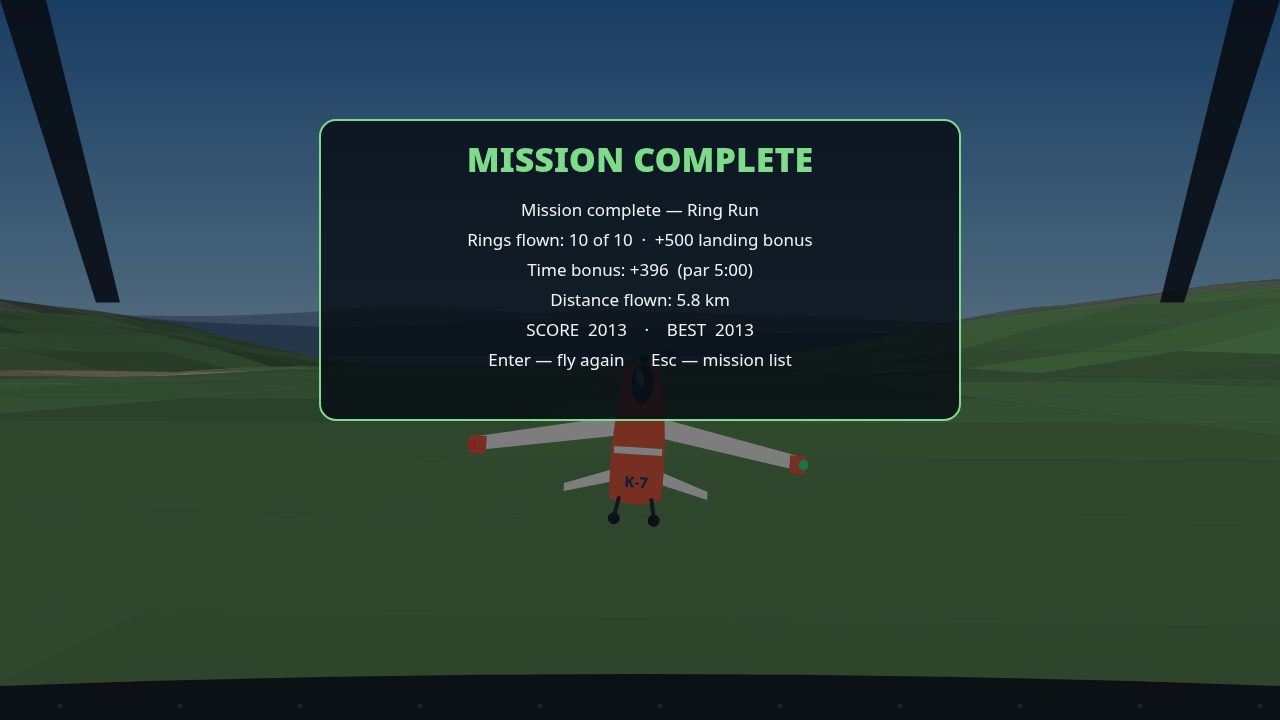 MISSION COMPLETE
Mission complete — Ring Run
Rings flown: 10 of 10 · +500 landing bonus
Time bonus: +396 (par 5:00)
Distance flown: 5.8 km
SCORE 2013 · BEST 2013
Enter — fly again Esc — mission list
K-7